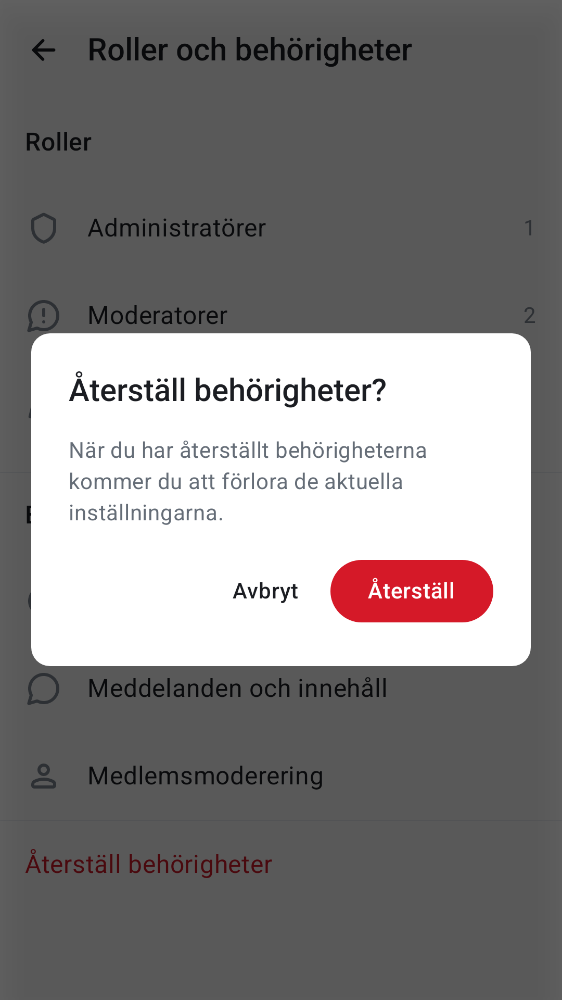 Roller och behörigheter
Roller
Administratörer 1
Moderatorer 2
Återställ behörigheter?
När du har återställt behörigheterna
kommer du att förlora de aktuella
inställningarna.
Avbryt Återställ
Meddelanden och innehåll
Medlemsmoderering
Återställ behörigheter